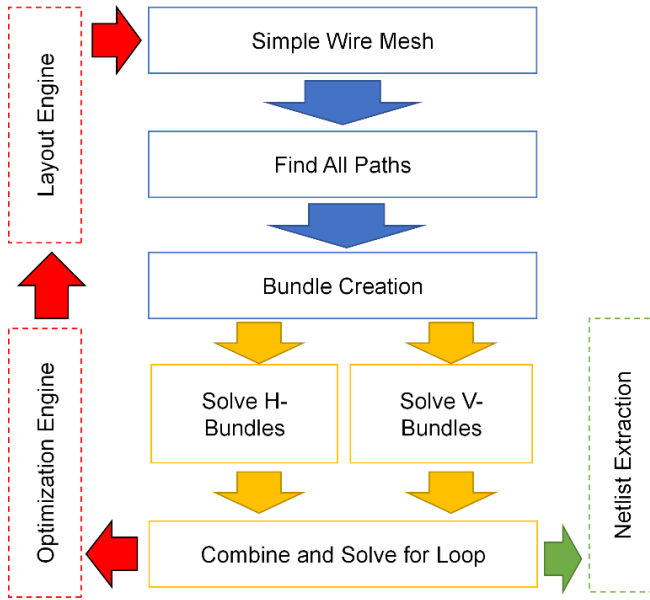 Simple Wire Mesh
Layout Engine
Find All Paths
Bundle Creation
Solve H-
Bundles
Solve V-
Bundles
Optimization Engine
Netlist Extraction
Combine and Solve for Loop